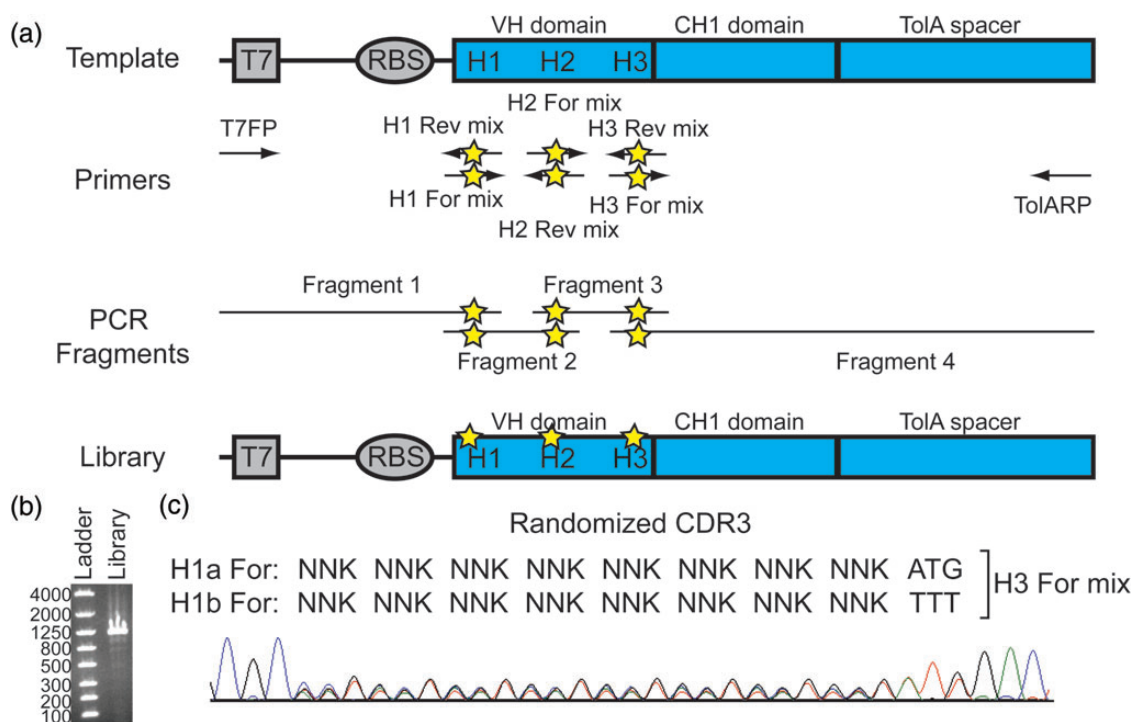 (a)
VH domain CH1 domain TolA spacer
Template T7 RBS H1 H2 H3
H2 For mix
T7FP H1 Rev mix H3 Rev mix
Primers
H1 For mix H3 For mix TolARP
H2 Rev mix
Fragment 1 Fragment 3
PCR
Fragments
Fragment 2 Fragment 4
VH domain CH1 domain TolA spacer
Library T7 RBS H1 H2 H3
(b) (c)
Ladder
Library
4000
2000
1250
800
500
300
200
100
Randomized CDR3
H1a For: NNK NNK NNK NNK NNK NNK NNK NNK ATG
H1b For: NNK NNK NNK NNK NNK NNK NNK NNK TTT
H3 For mix